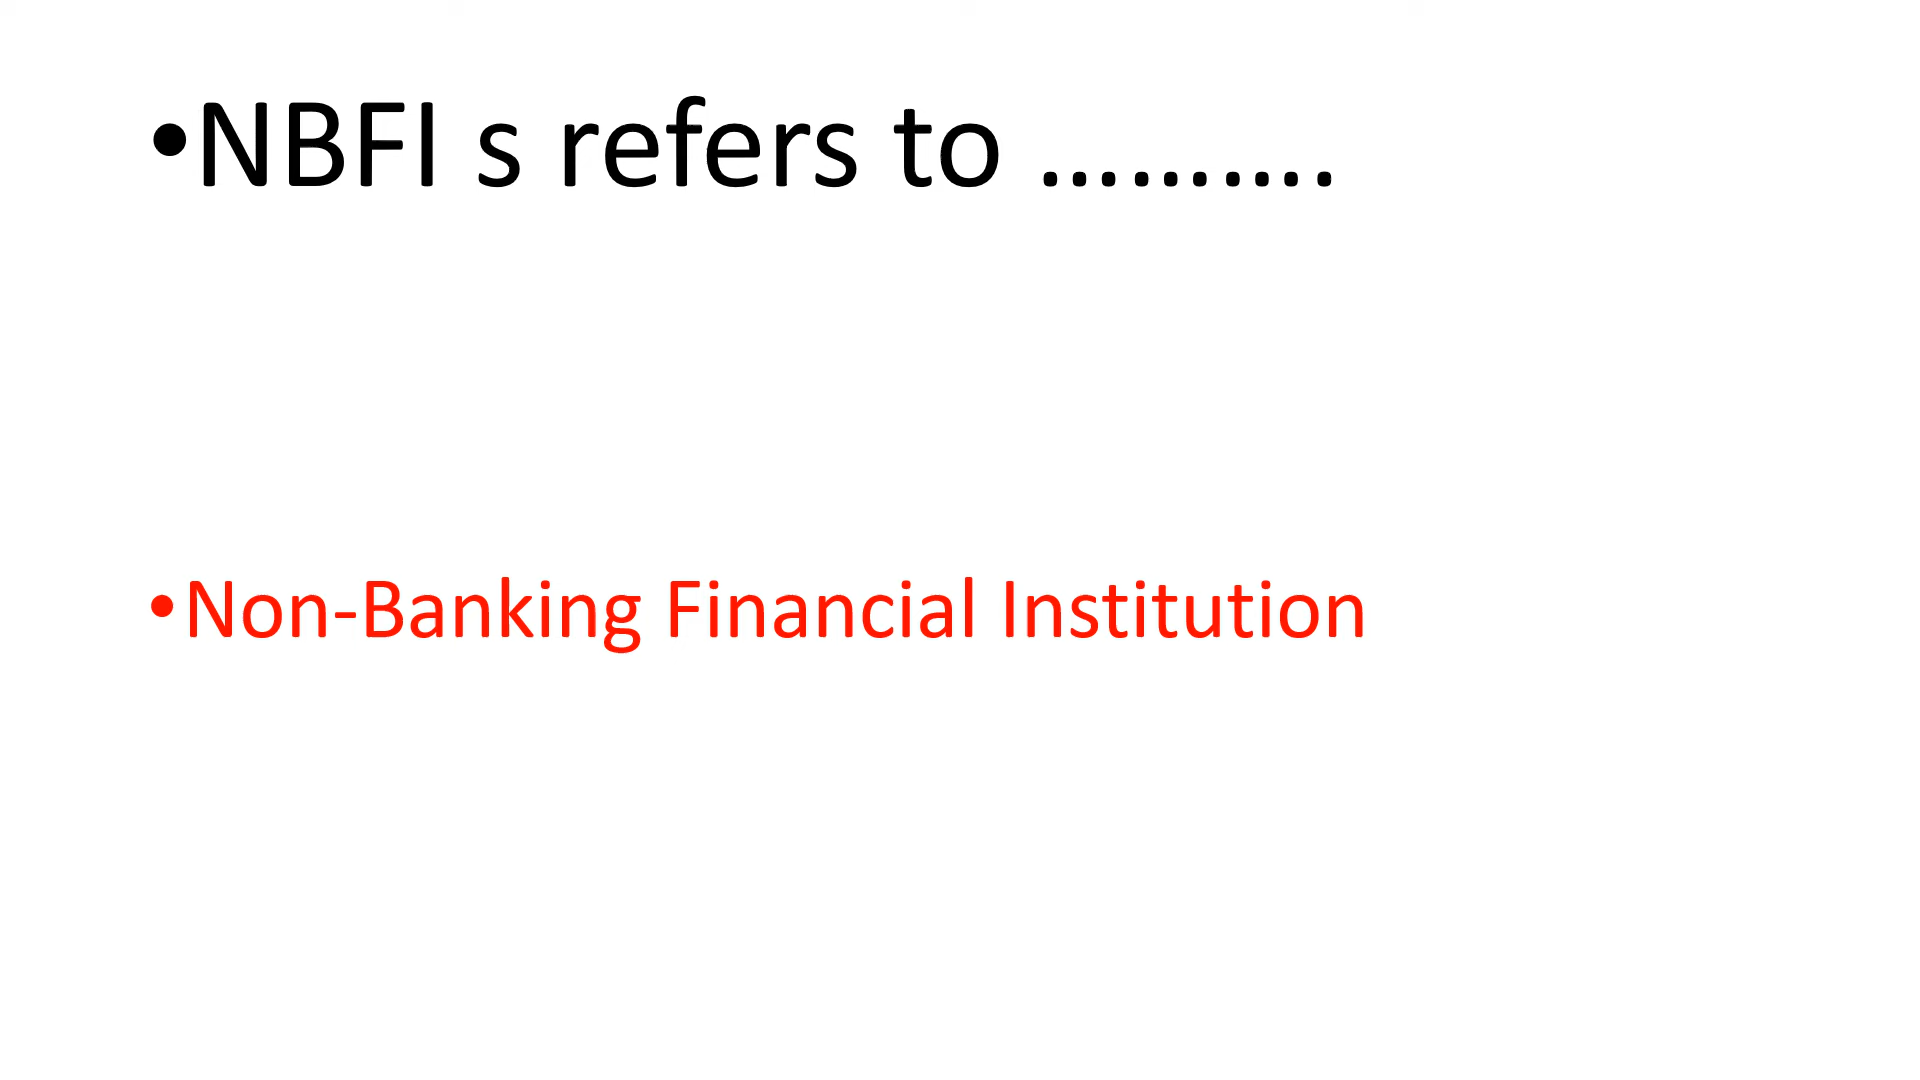 •NBFI s refers to ……….
•Non-Banking Financial Institution